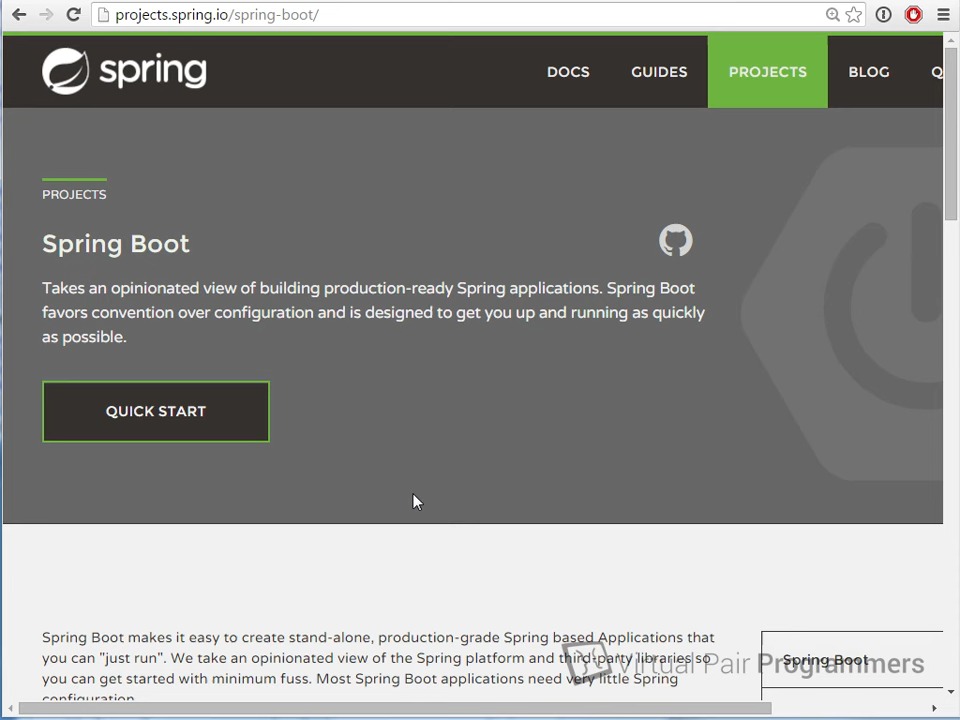 projects.spring.io/spring-boot/
spring
DOCS GUIDES PROJECTS BLOG Q
PROJECTS
Spring Boot
Takes an opinionated view of building production-ready Spring applications. Spring Boot
favors convention over configuration and is designed to get you up and running as quickly
as possible.
QUICK START
Spring Boot makes it easy to create stand-alone, production-grade Spring based Applications that
you can "just run". We take an opinionated view of the Spring platform and third-party libraries so
you can get started with minimum fuss. Most Spring Boot applications need very little Spring
configuration.
Spring Boot
Virtual Pair Programmers